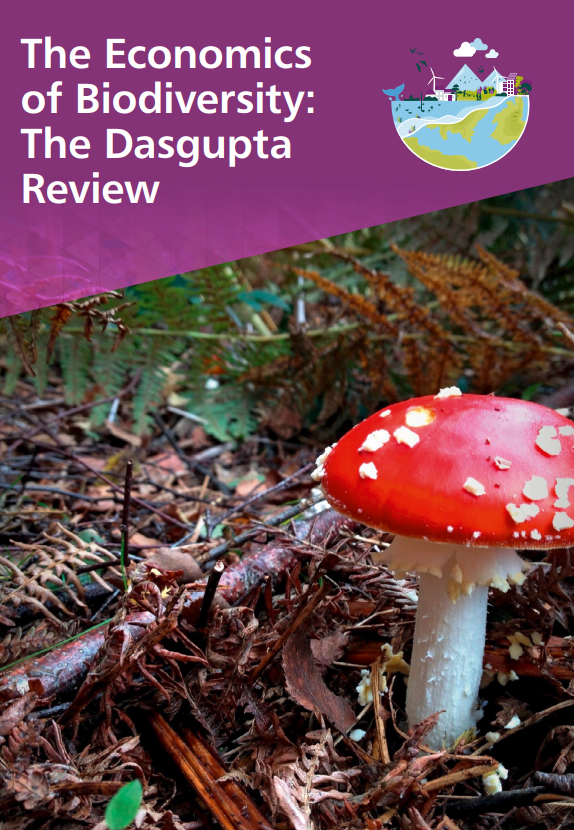 The Economics
of Biodiversity:
The Dasgupta
Review